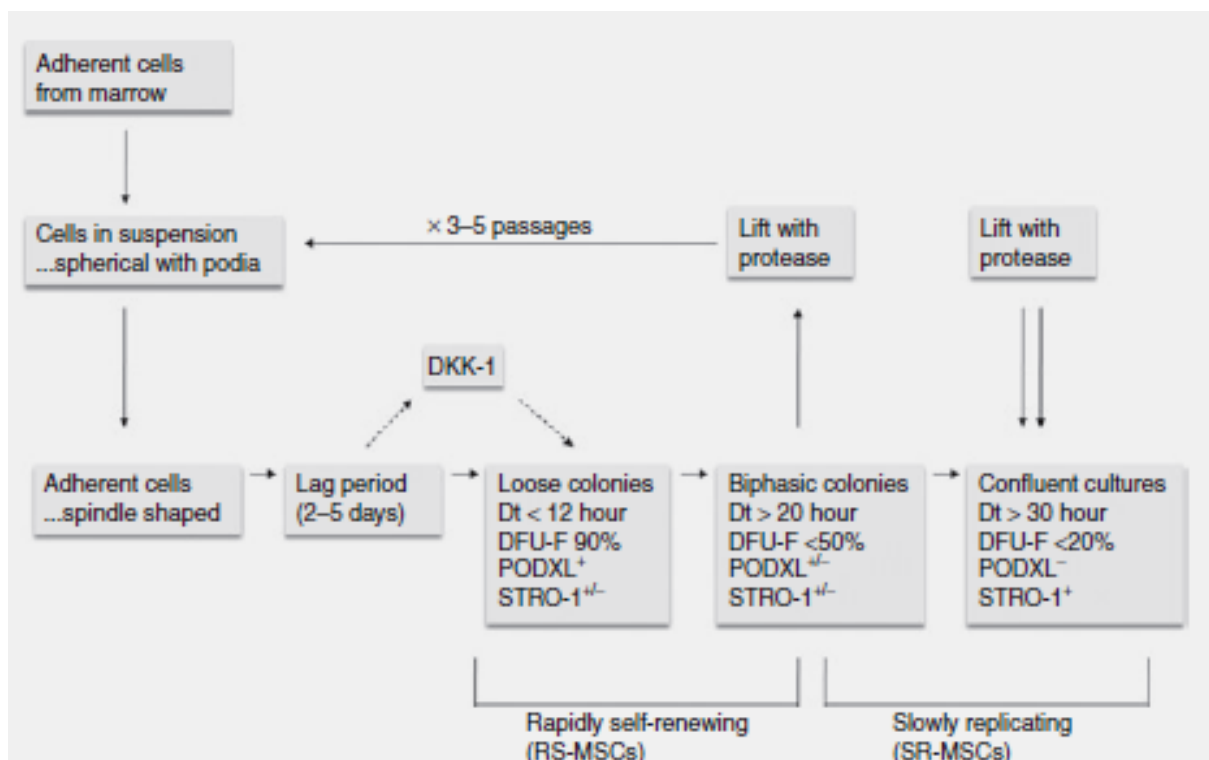 Adherent cells
from marrow
Cells in suspension
...spherical with podia
× 3–5 passages
Lift with
protease
Lift with
protease
DKK-1
Adherent cells
...spindle shaped
Lag period
(2–5 days)
Loose colonies
Dt < 12 hour
DFU-F 90%
PODXL⁺
STRO-1⁺/⁻
Biphasic colonies
Dt > 20 hour
DFU-F <50%
PODXL⁺/⁻
STRO-1⁺/⁻
Confluent cultures
Dt > 30 hour
DFU-F <20%
PODXL⁻
STRO-1⁺
Rapidly self-renewing
(RS-MSCs)
Slowly replicating
(SR-MSCs)